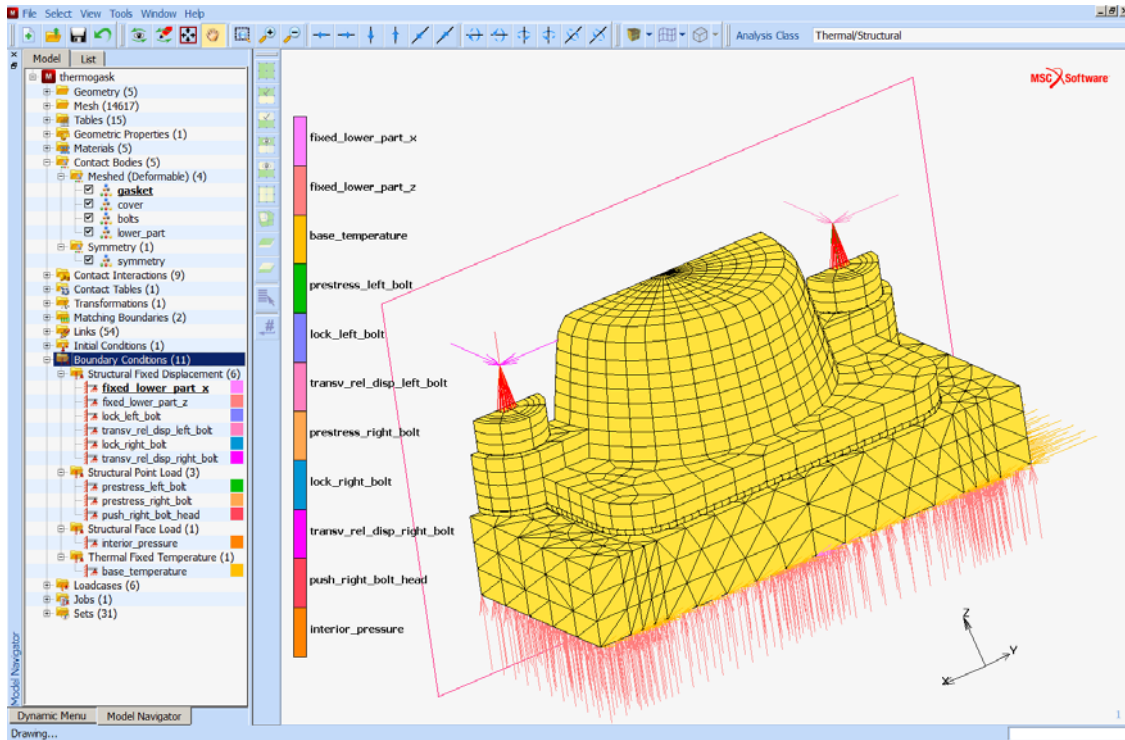 File Select View Tools Window Help
Analysis Class Thermal/Structural
Model List
thermogask
Geometry (5)
Mesh (14617)
Tables (15)
Geometric Properties (1)
Materials (5)
Contact Bodies (5)
Meshed (Deformable) (4)
gasket
cover
bolts
lower_part
Symmetry (1)
symmetry
Contact Interactions (9)
Contact Tables (1)
Transformations (1)
Matching Boundaries (2)
Links (54)
Initial Conditions (1)
Boundary Conditions (11)
Structural Fixed Displacement (6)
fixed_lower_part_x
fixed_lower_part_z
lock_left_bolt
transv_rel_disp_left_bolt
lock_right_bolt
transv_rel_disp_right_bolt
Structural Point Load (3)
prestress_left_bolt
prestress_right_bolt
push_right_bolt_head
Structural Face Load (1)
interior_pressure
Thermal Fixed Temperature (1)
base_temperature
Loadcases (6)
Jobs (1)
Sets (31)
Model Navigator
Dynamic Menu Model Navigator
Drawing...
fixed_lower_part_x
fixed_lower_part_z
base_temperature
prestress_left_bolt
lock_left_bolt
transv_rel_disp_left_bolt
prestress_right_bolt
lock_right_bolt
transv_rel_disp_right_bolt
push_right_bolt_head
interior_pressure
MSC Software
Z
Y
X
1